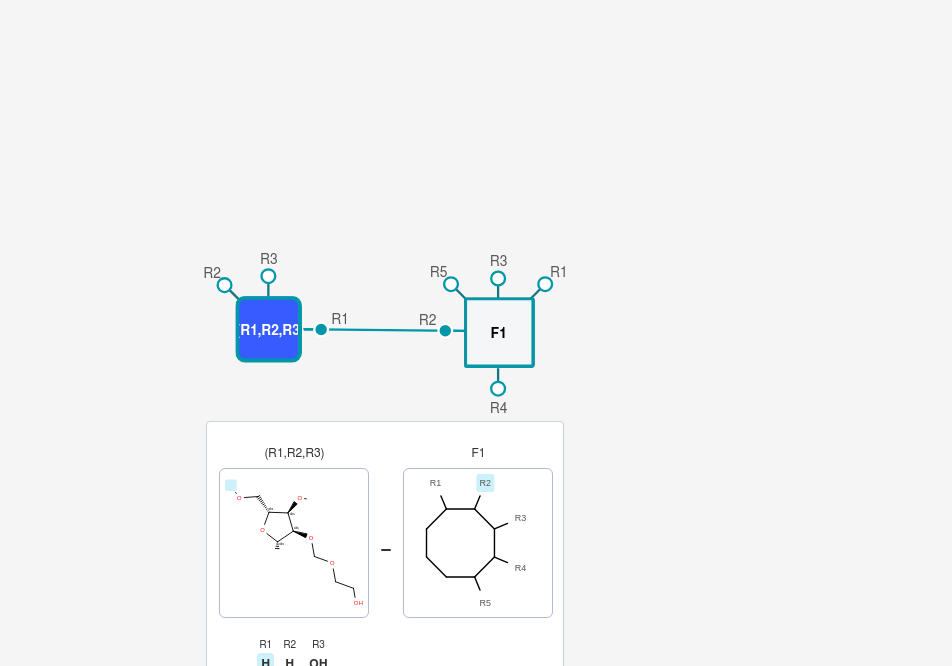 R2 R3 R5 R3 R1
R1,R2,R3 R1 R2 F1
R4
(R1,R2,R3) F1
R1 R2
O O
R3
O
O
R4
O
OH
R5
R1 R2 R3
H H OH